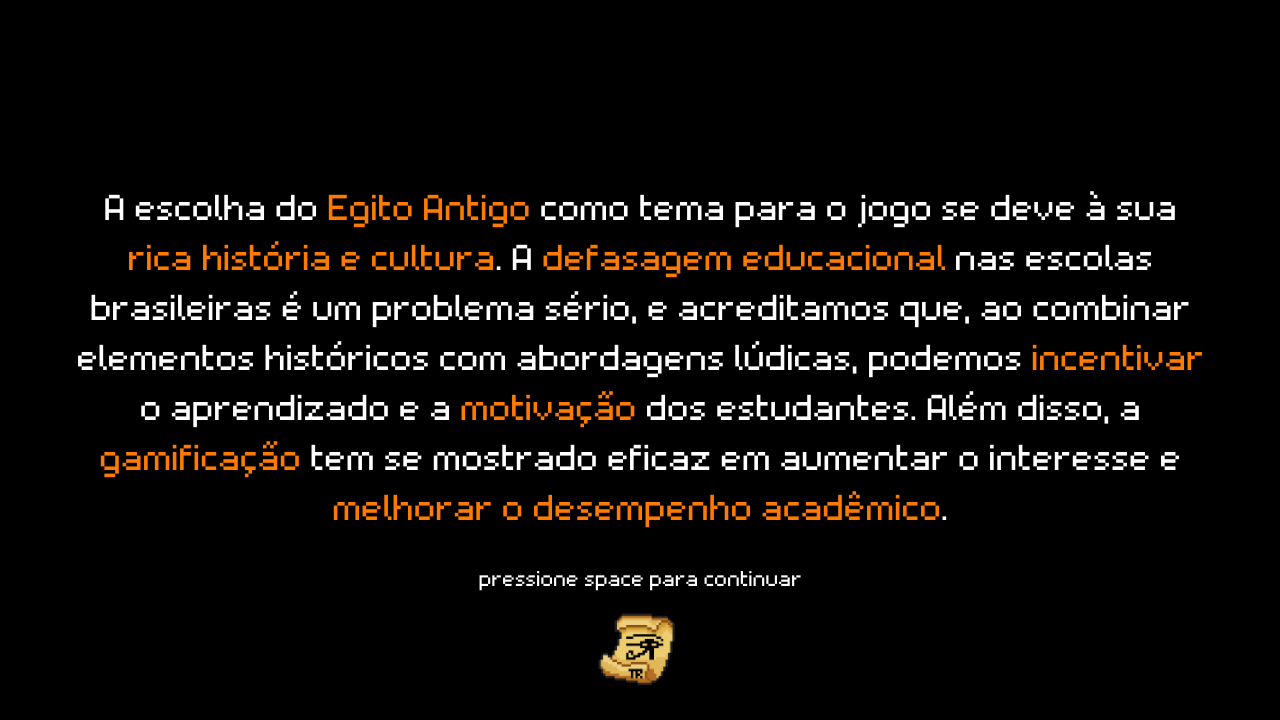 A escolha do Egito Antigo como tema para o jogo se deve à sua
rica história e cultura. A defasagem educacional nas escolas
brasileiras é um problema sério, e acreditamos que, ao combinar
elementos históricos com abordagens lúdicas, podemos incentivar
o aprendizado e a motivação dos estudantes. Além disso, a
gamificação tem se mostrado eficaz em aumentar o interesse e
melhorar o desempenho acadêmico.
pressione space para continuar
TR